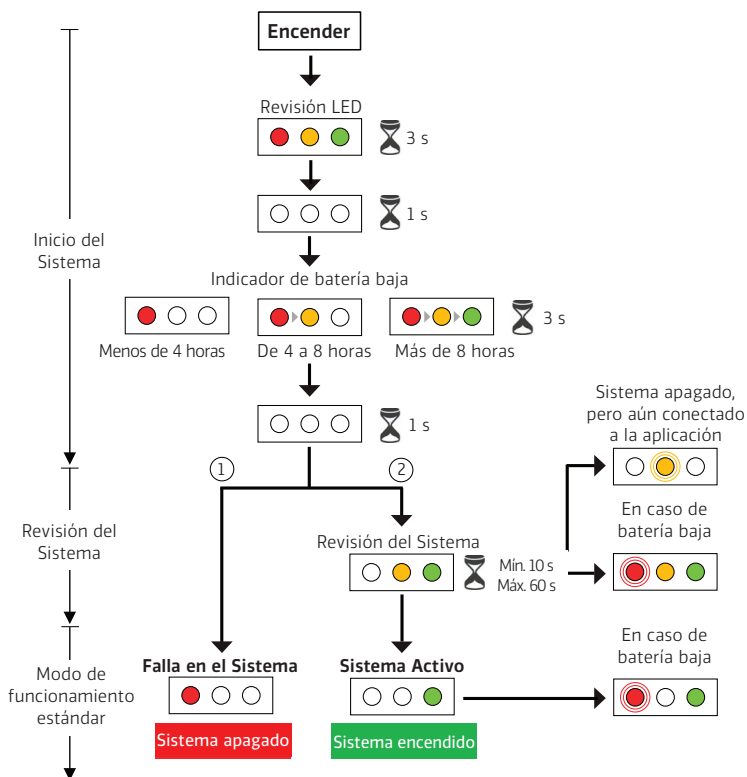 Encender
Revisión LED
3 s
1 s
Inicio del
Sistema
Indicador de batería baja
3 s
Menos de 4 horas
De 4 a 8 horas
Más de 8 horas
1 s
Sistema apagado,
pero aún conectado
a la aplicación
1
2
Revisión del
Sistema
Revisión del Sistema
Mín. 10 s
Máx. 60 s
En caso de
batería baja
Modo de
funcionamiento
estándar
Falla en el Sistema
Sistema apagado
Sistema Activo
Sistema encendido
En caso de
batería baja